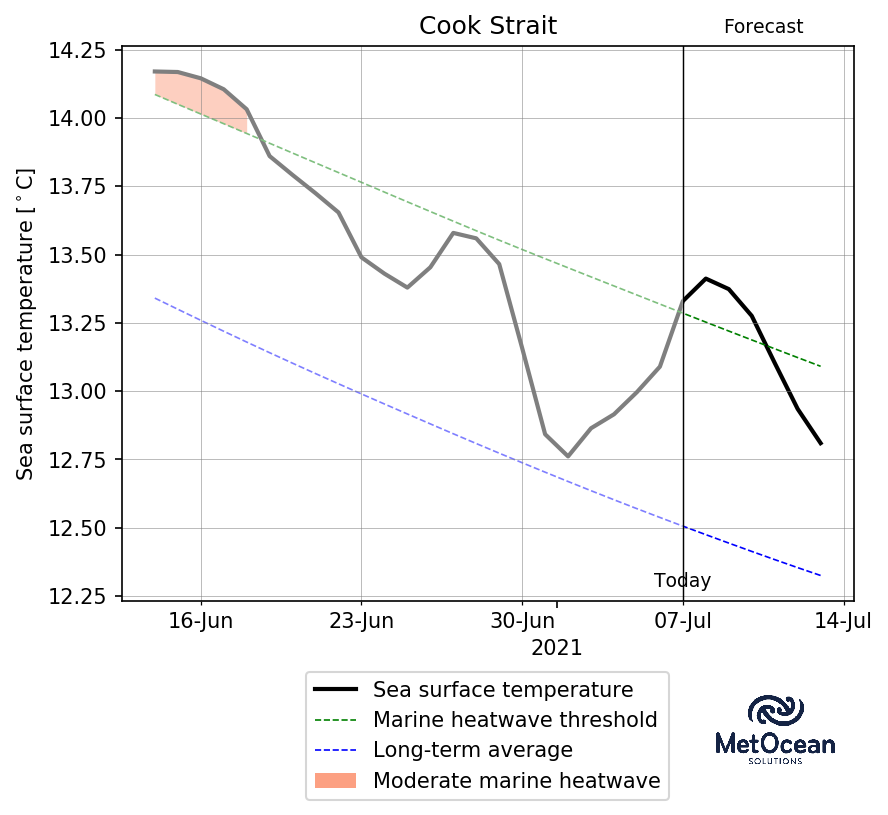 Cook Strait
Forecast
Sea surface temperature [°C]
14.25
14.00
13.75
13.50
13.25
13.00
12.75
12.50
12.25
Today
16-Jun
23-Jun
30-Jun
07-Jul
14-Jul
2021
Sea surface temperature
Marine heatwave threshold
Long-term average
Moderate marine heatwave
MetOcean
SOLUTIONS